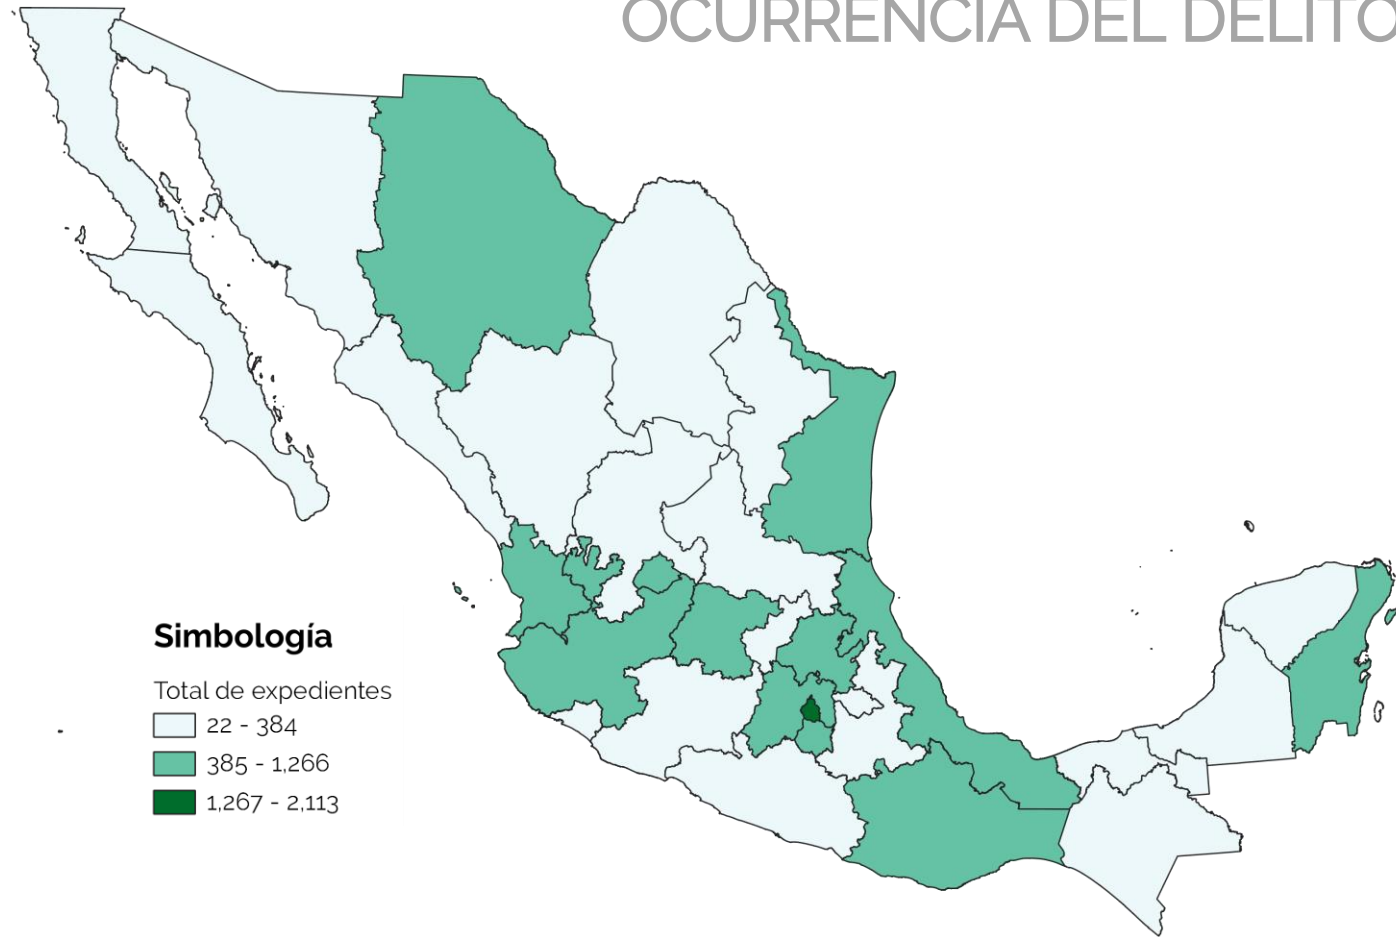 OCURRENCIA DEL DELITO
Simbología
Total de expedientes
22 - 384
385 - 1,266
1,267 - 2,113